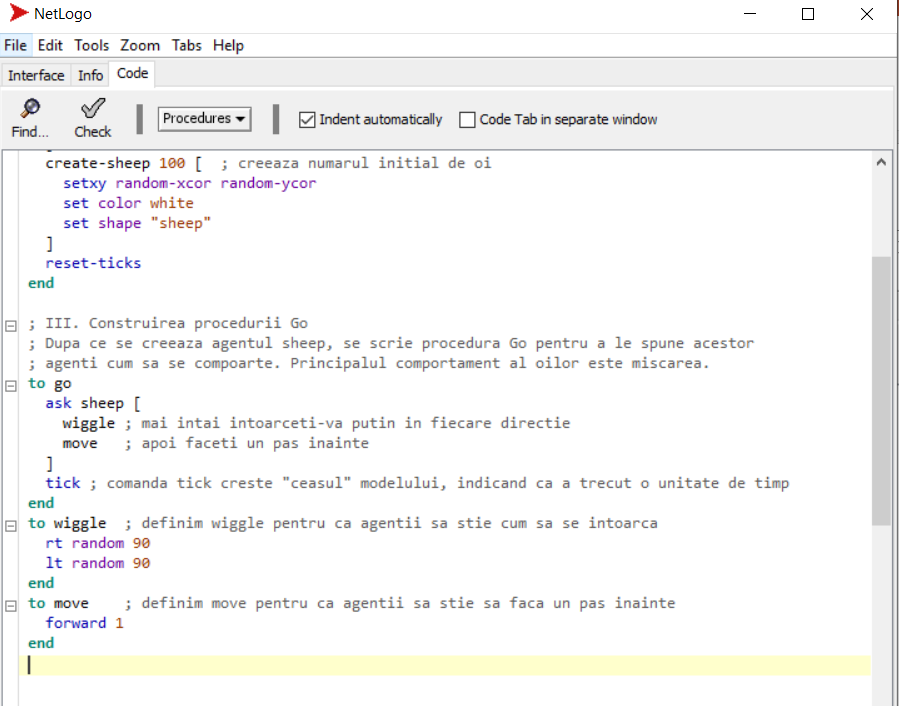 NetLogo
File Edit Tools Zoom Tabs Help
Interface Info Code
Find... Check Procedures Indent automatically Code Tab in separate window
create-sheep 100 [  ; creeaza numarul initial de oi
setxy random-xcor random-ycor
set color white
set shape "sheep"
]
reset-ticks
end
; III. Construirea procedurii Go
; Dupa ce se creeaza agentul sheep, se scrie procedura Go pentru a le spune acestor
; agenti cum sa se compoarte. Principalul comportament al oilor este miscarea.
to go
ask sheep [
wiggle ; mai intai intoarceti-va putin in fiecare directie
move   ; apoi faceti un pas inainte
]
tick ; comanda tick creste "ceasul" modelului, indicand ca a trecut o unitate de timp
end
to wiggle  ; definim wiggle pentru ca agentii sa stie cum sa se intoarca
rt random 90
lt random 90
end
to move    ; definim move pentru ca agentii sa stie sa faca un pas inainte
forward 1
end